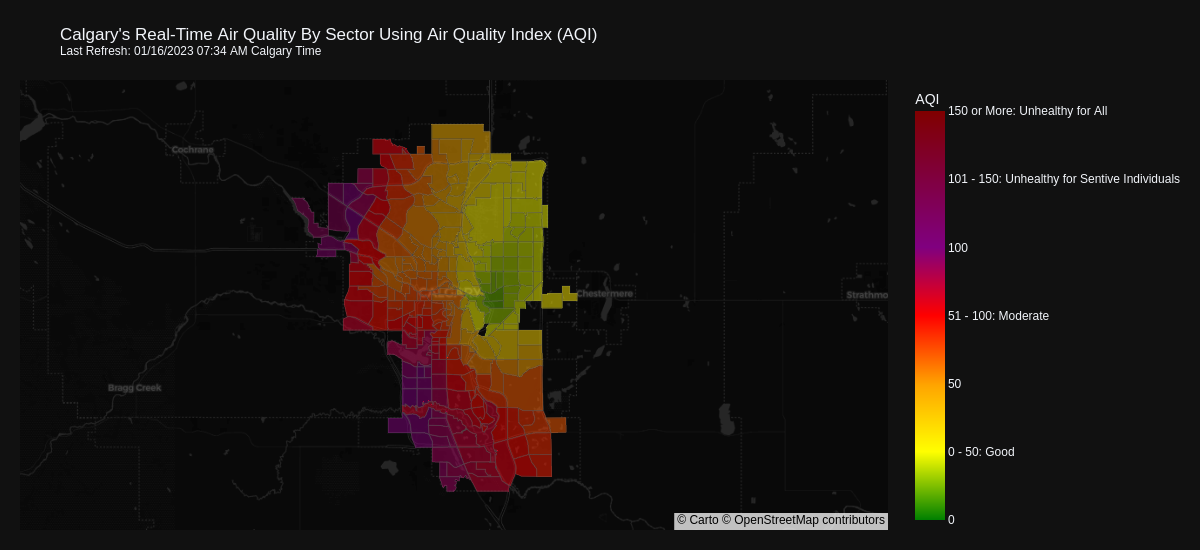 Calgary's Real-Time Air Quality By Sector Using Air Quality Index (AQI)
Last Refresh: 01/16/2023 07:34 AM Calgary Time
AQI
150 or More: Unhealthy for All
101 - 150: Unhealthy for Sentive Individuals
100
51 - 100: Moderate
50
0 - 50: Good
0
Cochrane
CALGARY
Chestermere
Strathmo
Bragg Creek
© Carto © OpenStreetMap contributors